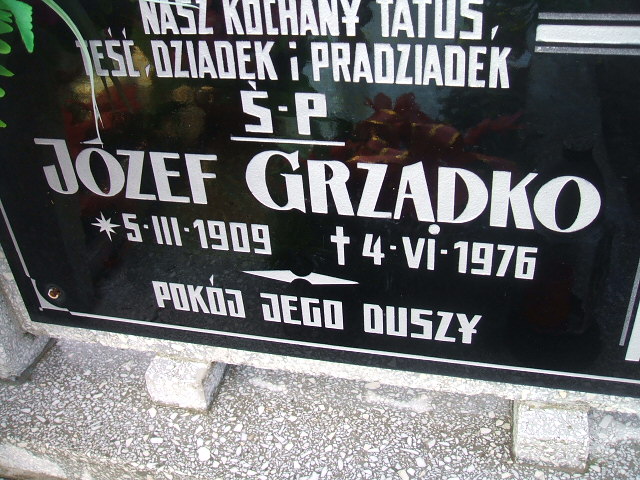 NASZ KOCHANY TATUŚ,
TEŚĆ, DZIADEK i PRADZIADEK
Ś-P
JÓZEF GRZĄDKO
5-III-1909 †4-VI-1976
POKÓJ JEGO DUSZY